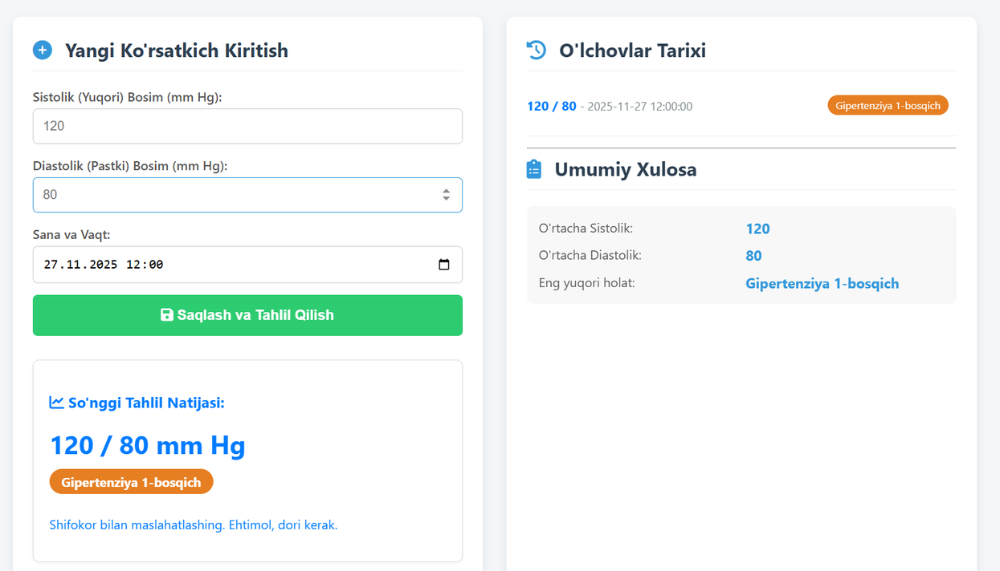 Yangi Ko'rsatkich Kiritish
Sistolik (Yuqori) Bosim (mm Hg):
120
Diastolik (Pastki) Bosim (mm Hg):
80
Sana va Vaqt:
27.11.2025 12:00
Saqlash va Tahlil Qilish
So'nggi Tahlil Natijasi:
120 / 80 mm Hg
Gipertenziya 1-bosqich
Shifokor bilan maslahatlashing. Ehtimol, dori kerak.
O'lchovlar Tarixi
120 / 80 - 2025-11-27 12:00:00 Gipertenziya 1-bosqich
Umumiy Xulosa
O'rtacha Sistolik: 120
O'rtacha Diastolik: 80
Eng yuqori holat: Gipertenziya 1-bosqich